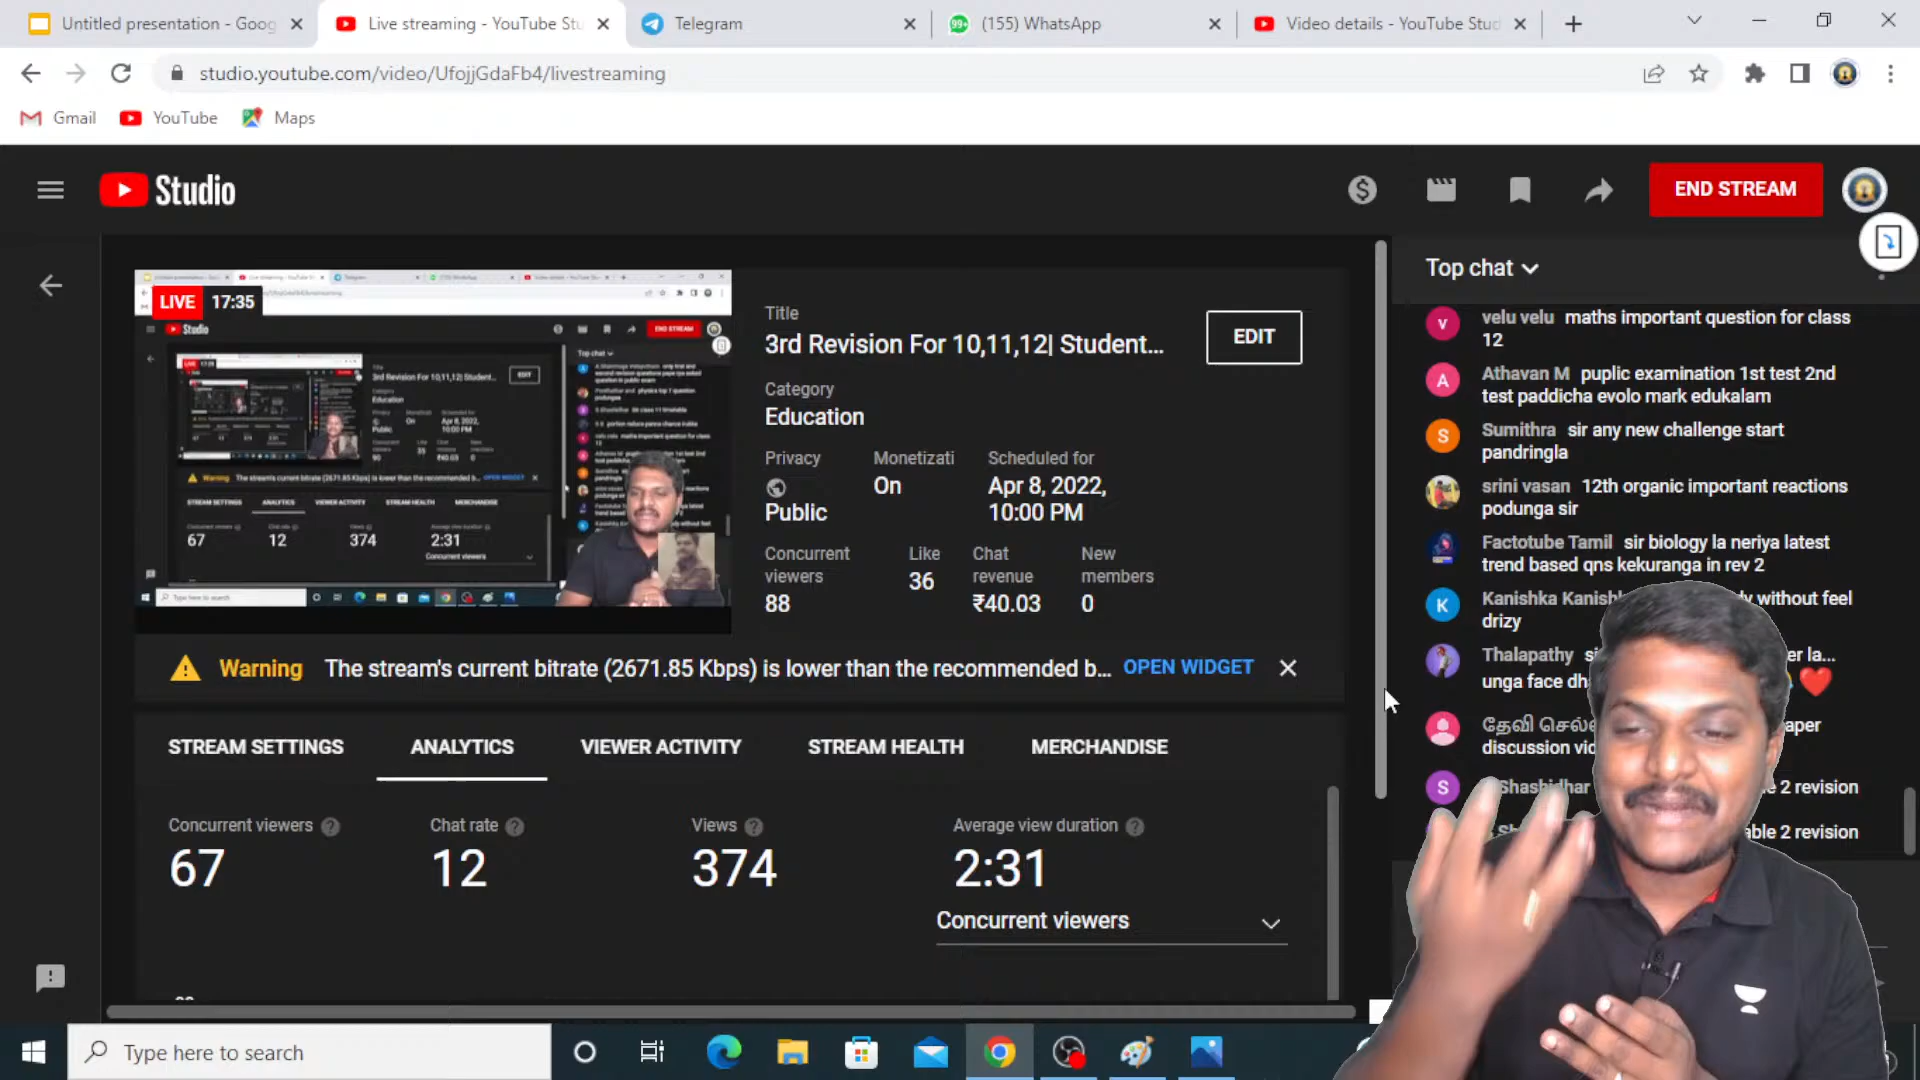 Untitled presentation - Goog
Live streaming - YouTube Stu
Telegram
(155) WhatsApp
Video details - YouTube Stud
studio.youtube.com/video/UfojjGdaFb4/livestreaming
Gmail
YouTube
Maps
Studio
END STREAM
LIVE 17:35
Title
3rd Revision For 10,11,12| Student...
EDIT
Category
Education
Privacy
Monetizati
Scheduled for
Public
On
Apr 8, 2022,
10:00 PM
Concurrent
viewers
Like
Chat
revenue
New
members
88
36
₹40.03
0
Warning The stream's current bitrate (2671.85 Kbps) is lower than the recommended b... OPEN WIDGET
STREAM SETTINGS
ANALYTICS
VIEWER ACTIVITY
STREAM HEALTH
MERCHANDISE
Concurrent viewers
Chat rate
Views
Average view duration
67
12
374
2:31
Concurrent viewers
Top chat
velu velu maths important question for class
12
Athavan M puplic examination 1st test 2nd
test paddicha evolo mark edukalam
Sumithra sir any new challenge start
pandringla
srini vasan 12th organic important reactions
podunga sir
Factotube Tamil sir biology la neriya latest
trend based qns kekuranga in rev 2
Kanishka without feel
drizy
Thalapathy la...
unga face
தேவி
discussion
Shashidhar 2 revision
2 revision
Type here to search